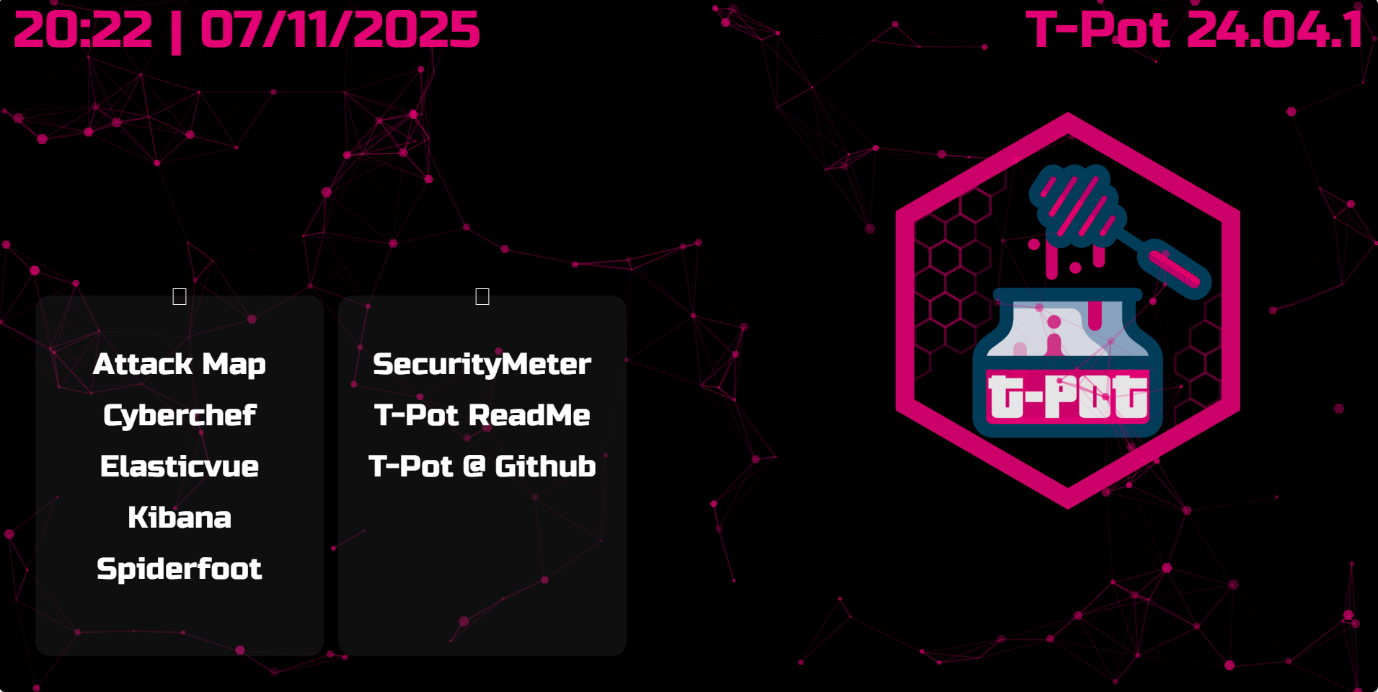 20:22 | 07/11/2025
T-Pot 24.04.1
Attack Map
Cyberchef
Elasticvue
Kibana
Spiderfoot
SecurityMeter
T-Pot ReadMe
T-Pot @ Github
t-pot